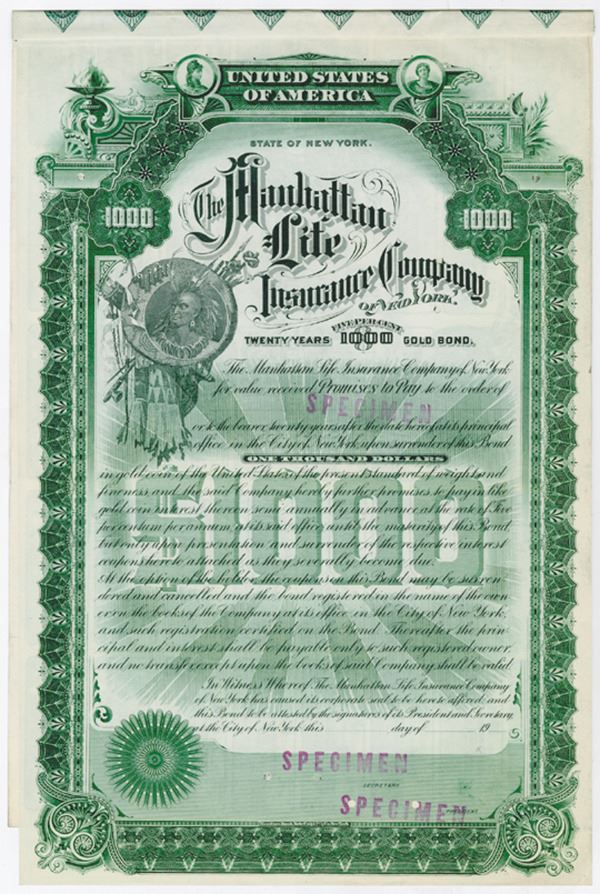 UNITED STATES
OF AMERICA
STATE OF NEW YORK.
1000
1000
The Manhattan
Life
Insurance Company
OF NEW YORK.
FIVE PER CENT.
TWENTY YEARS 1000 GOLD BOND.
The Manhattan Life Insurance Company of New York
for value received Promises to Pay to the order of
SPECIMEN
or to the bearer, twenty years after the date hereof at its principal
office in the City of New York, upon surrender of this Bond
ONE THOUSAND DOLLARS
in gold coin of the United States of the present standard of weight and
fineness, and the said Company hereby further promises to pay in like
gold coin interest thereon semi-annually in advance at the rate of Five
per centum per annum, at its said office, until the maturity of this Bond,
but only upon presentation and surrender of the respective interest
coupons hereto attached as they severally become due.
At the option of the holder the coupons on this Bond may be surren-
dered and cancelled and the bond registered in the name of the own-
er on the books of the Company at its office in the City of New York,
and such registration certified on the Bond. Thereafter the prin-
cipal and interest shall be payable only to such registered owner,
and no transfer except upon the books of said Company shall be valid
$1000
In Witness Whereof, The Manhattan Life Insurance Company
of New York has caused its corporate seal to be hereto affixed, and
this Bond to be attested by the signatures of its President and Secretary,
at the City of New York this day of 19
SPECIMEN
SECRETARY
SPECIMEN
PRESIDENT